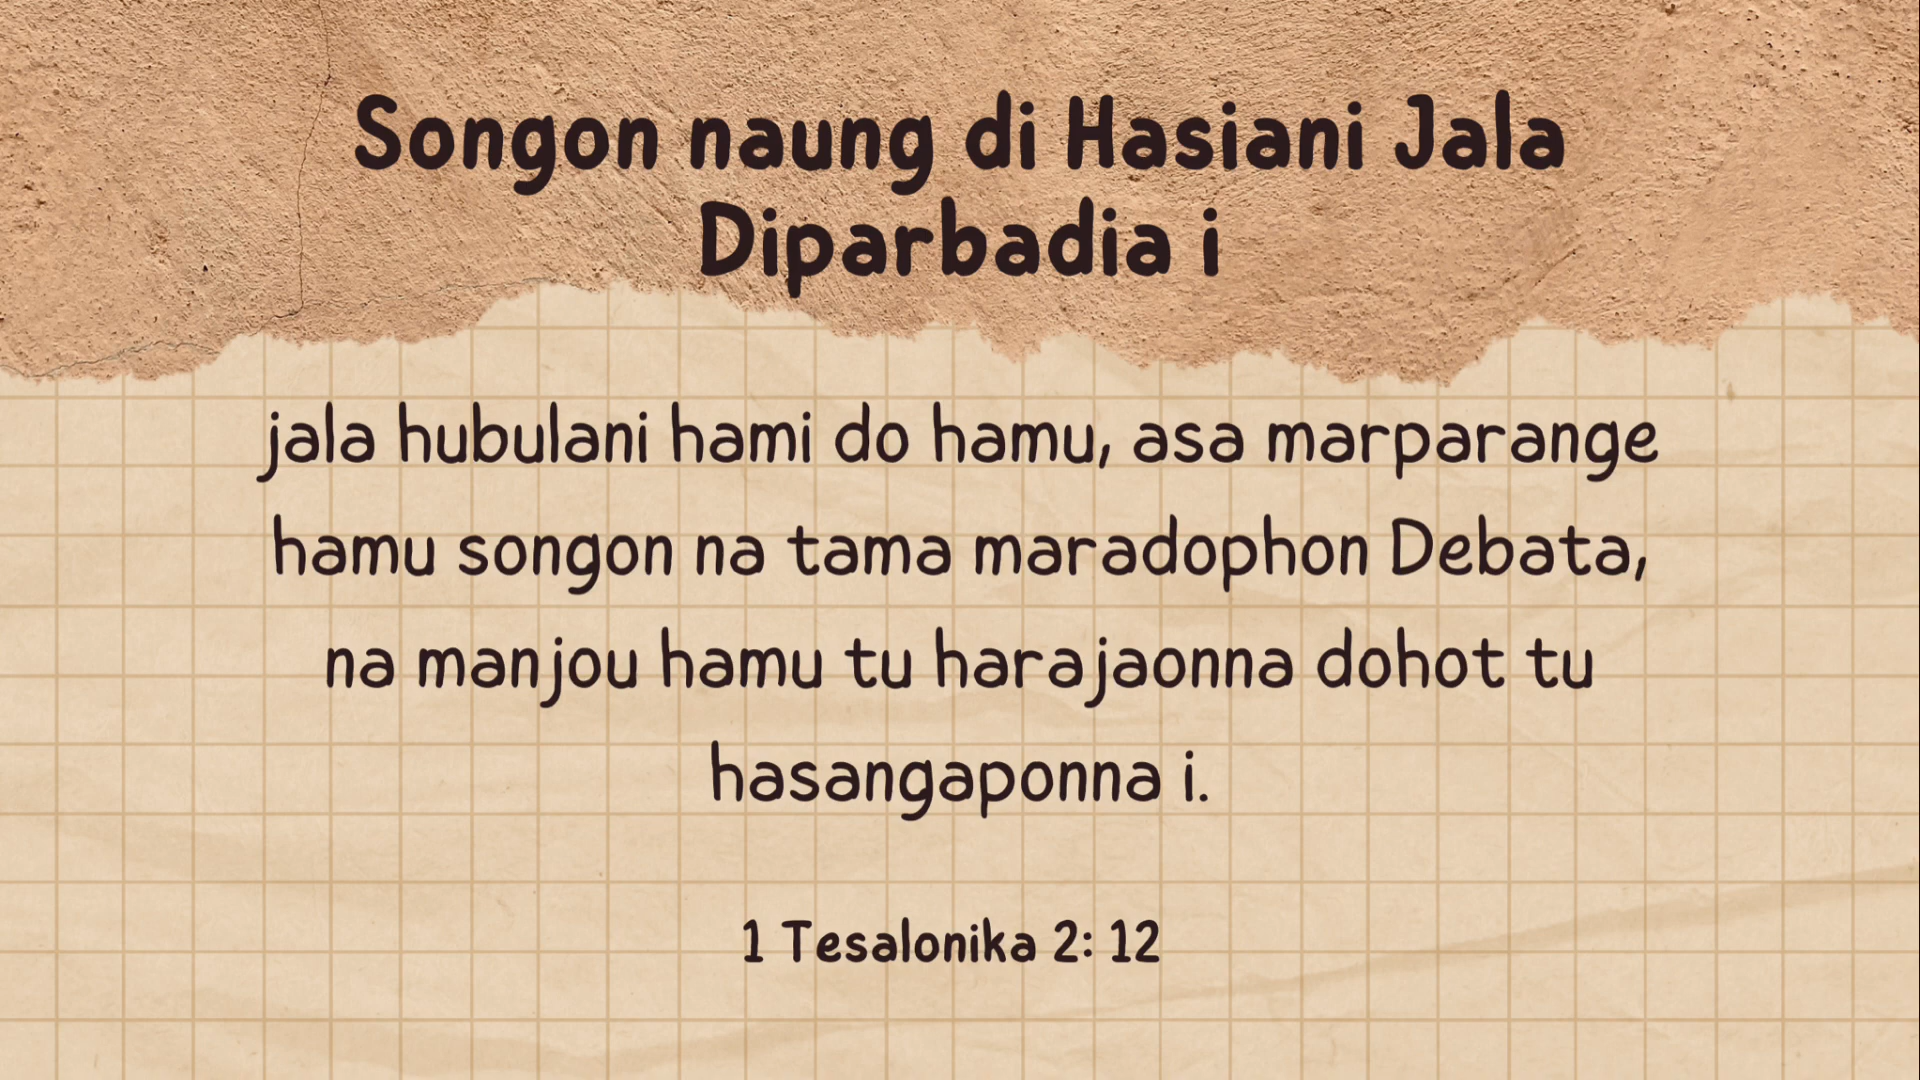 Songon naung di Hasiani Jala
Diparbadia i
jala hubulani hami do hamu, asa marparange
hamu songon na tama maradophon Debata,
na manjou hamu tu harajaonna dohot tu
hasangaponna i.
1 Tesalonika 2: 12